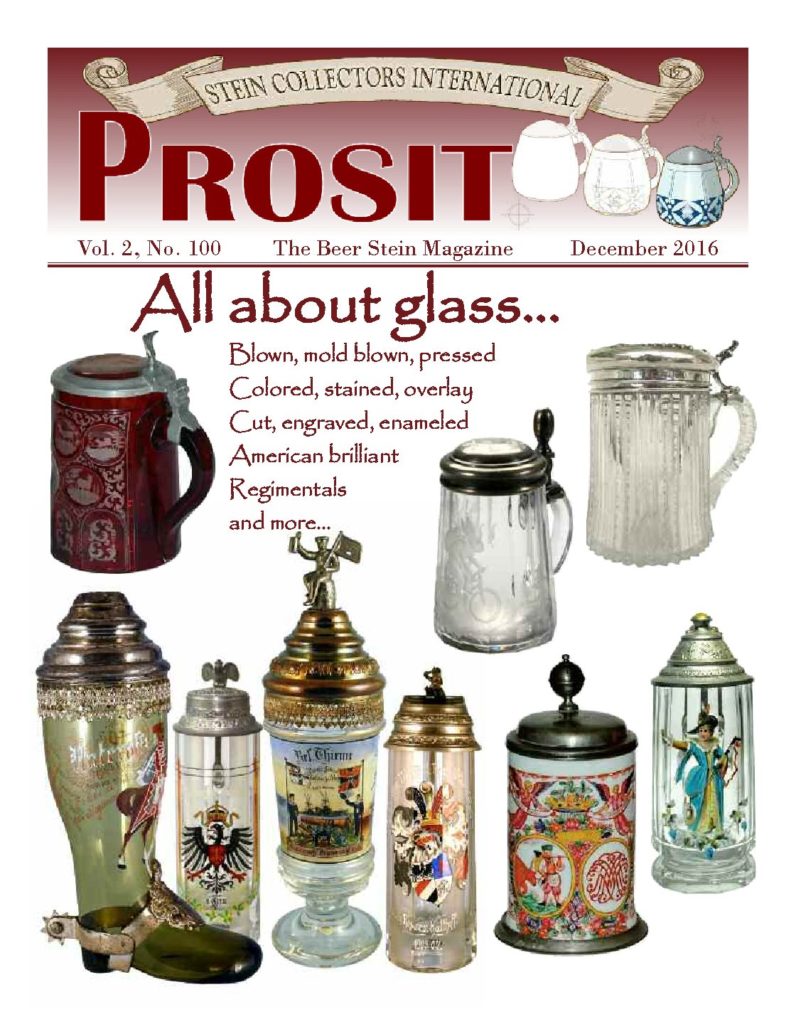 STEIN COLLECTORS INTERNATIONAL
PROSIT
Vol. 2, No. 100 The Beer Stein Magazine December 2016
All about glass...
Blown, mold blown, pressed
Colored, stained, overlay
Cut, engraved, enameled
American brilliant
Regimentals
and more...
Thieme